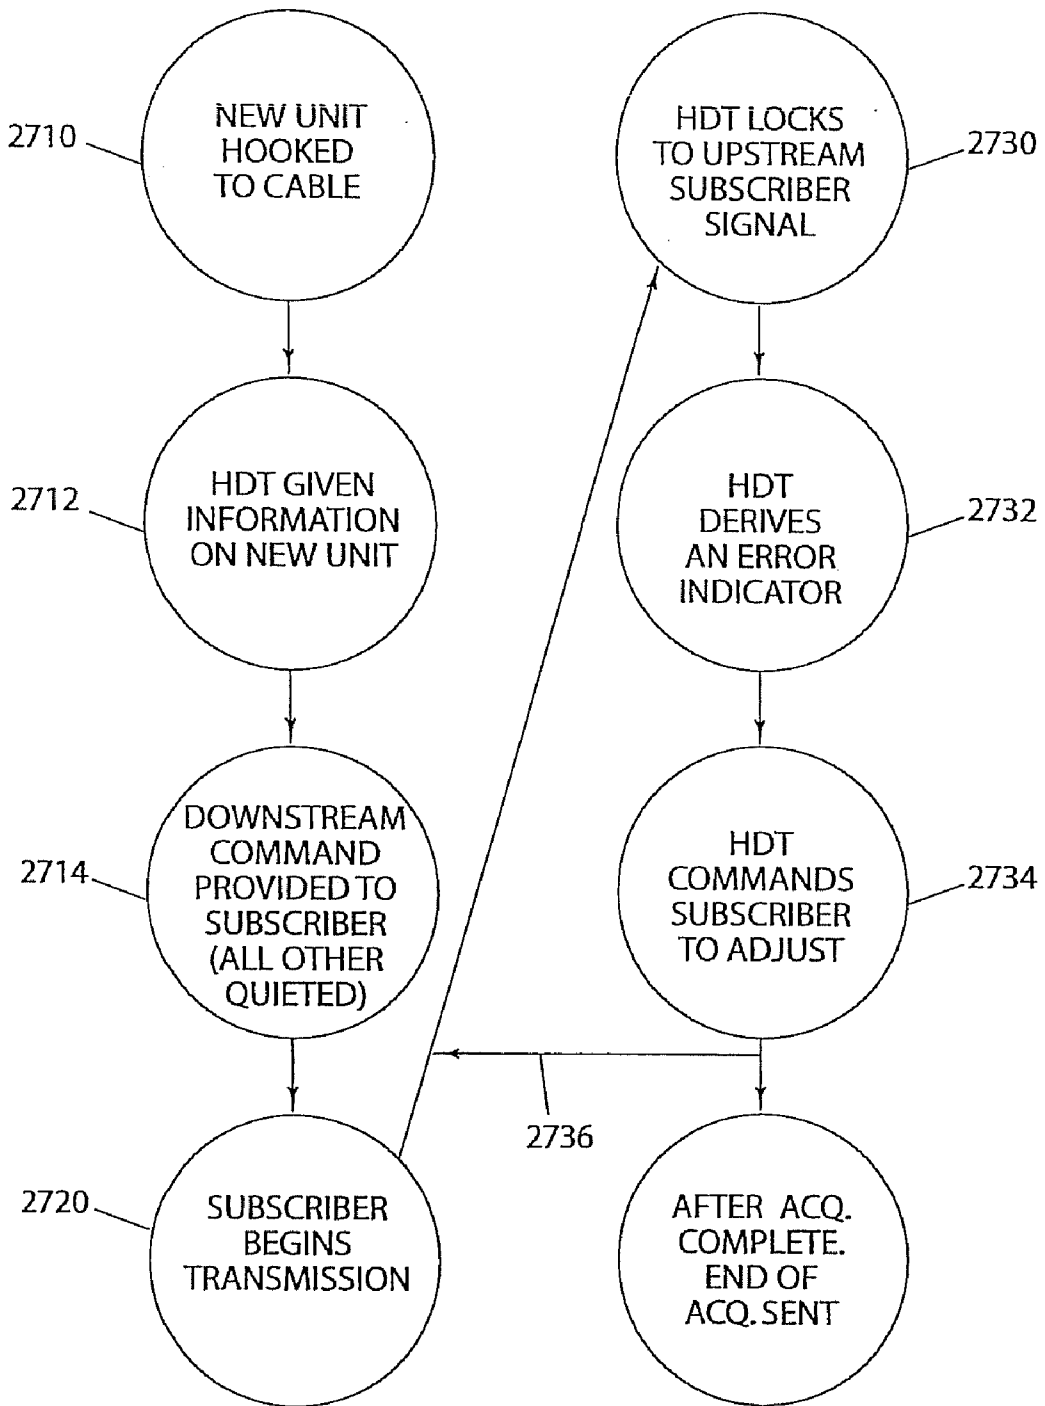 2710
NEW UNIT
HOOKED
TO CABLE
2712
HDT GIVEN
INFORMATION
ON NEW UNIT
2714
DOWNSTREAM
COMMAND
PROVIDED TO
SUBSCRIBER
(ALL OTHER
QUIETED)
2720
SUBSCRIBER
BEGINS
TRANSMISSION
HDT LOCKS
TO UPSTREAM
SUBSCRIBER
SIGNAL
2730
HDT
DERIVES
AN ERROR
INDICATOR
2732
HDT
COMMANDS
SUBSCRIBER
TO ADJUST
2734
2736
AFTER ACQ.
COMPLETE.
END OF
ACQ. SENT